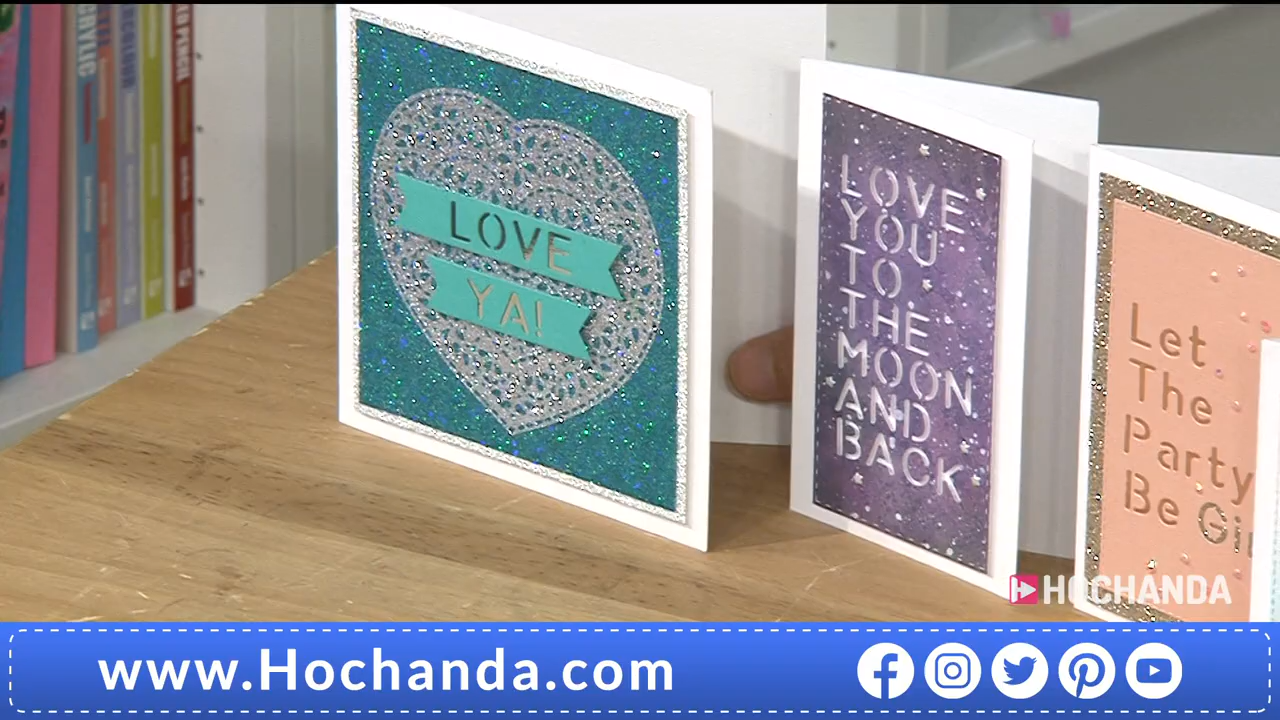 LOVE
YA!
LOVE
YOU
TO
THE
MOON
AND
BACK
Let
The
Party
Be
HOCHANDA
www.Hochanda.com